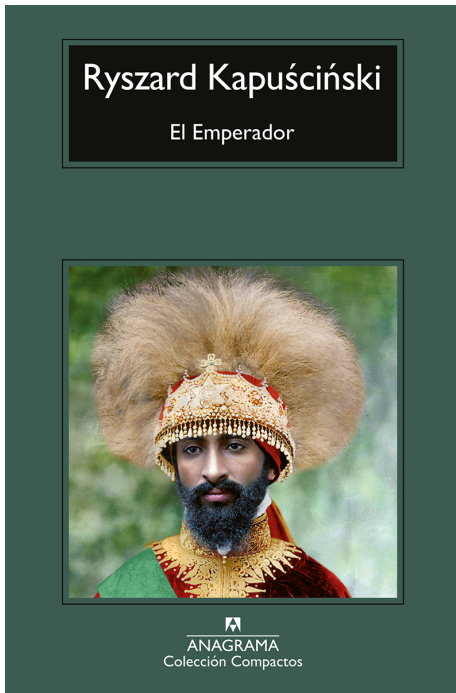 Ryszard Kapuściński
El Emperador
ANAGRAMA
Colección Compactos